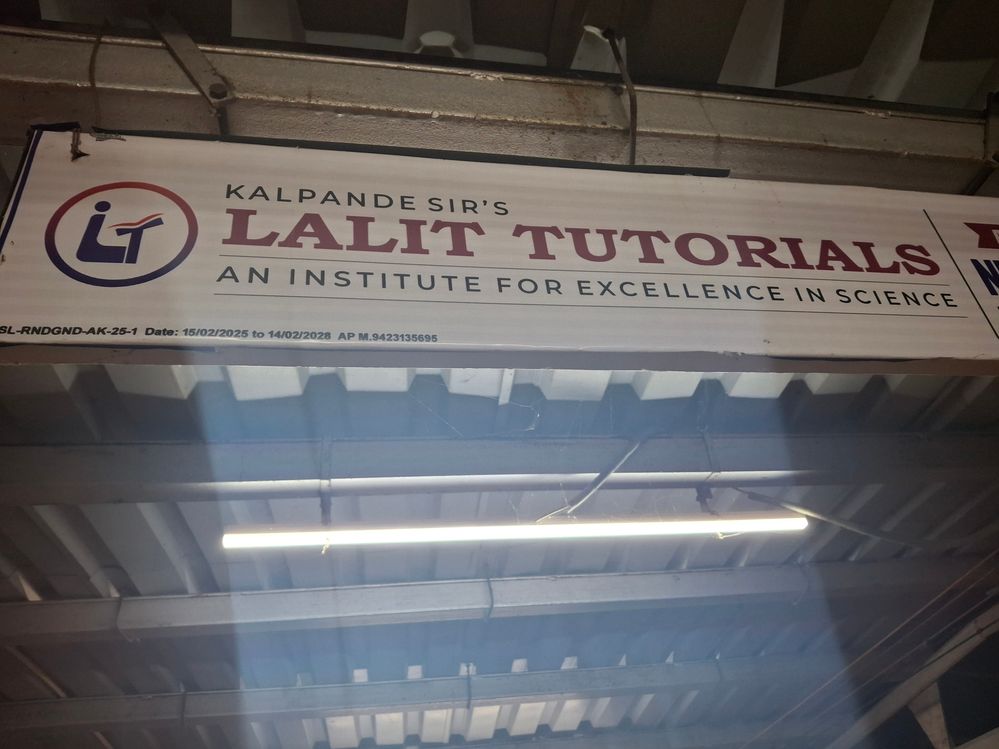 KALPANDE SIR'S
LALIT TUTORIALS
AN INSTITUTE FOR EXCELLENCE IN SCIENCE
SL-RNDGND-AK-25-1 Date: 15/02/2025 to 14/02/2028 AP M.9423135695
LT